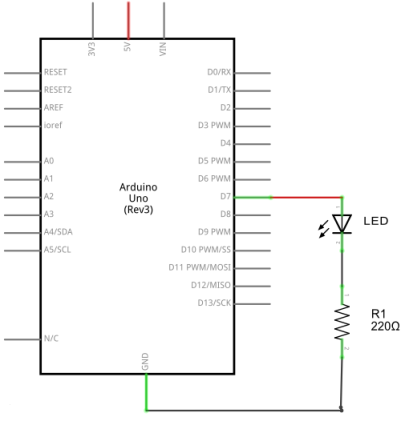 3V3
5V
VIN
RESET
RESET2
AREF
ioref
A0
A1
A2
A3
A4/SDA
A5/SCL
N/C
Arduino
Uno
(Rev3)
D0/RX
D1/TX
D2
D3 PWM
D4
D5 PWM
D6 PWM
D7
D8
D9 PWM
D10 PWM/SS
D11 PWM/MOSI
D12/MISO
D13/SCK
GND
LED
R1
220Ω